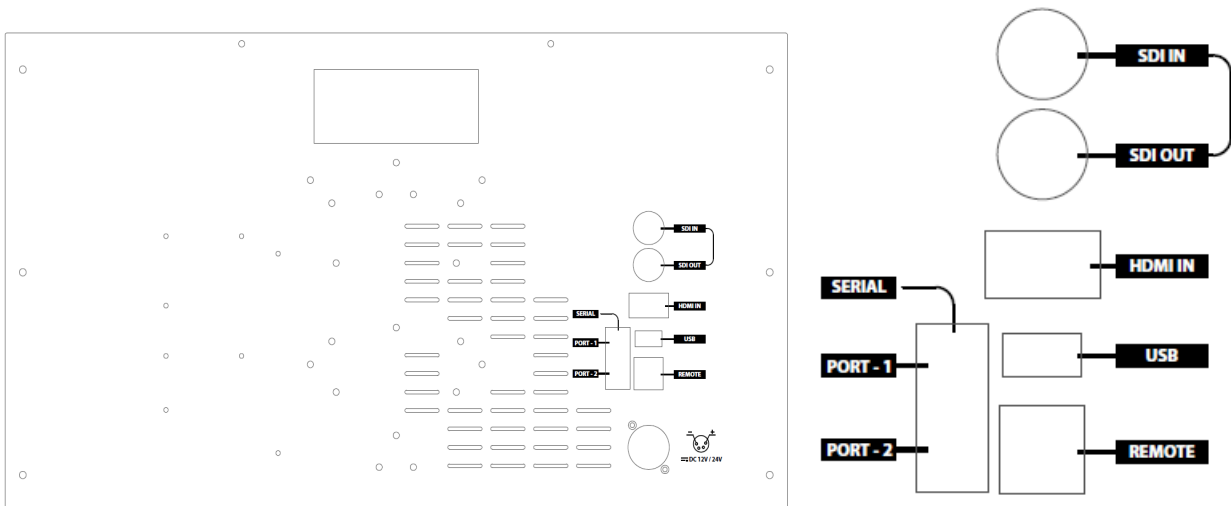 SDI IN
SDI OUT
HDMI IN
SERIAL
USB
PORT - 1
PORT - 2
REMOTE
− +
⎓ DC 12V / 24V
SDI IN
SDI OUT
HDMI IN
SERIAL
USB
PORT - 1
PORT - 2
REMOTE